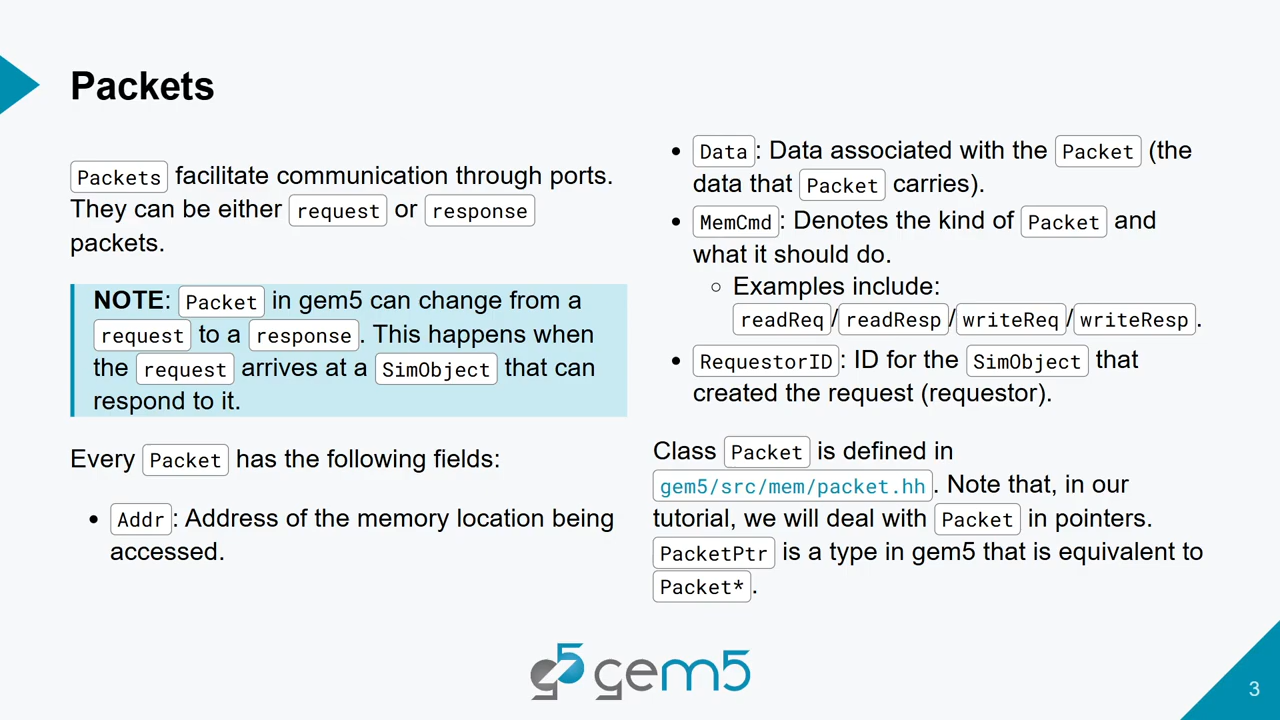 Packets
Packets facilitate communication through ports.
They can be either request or response
packets.
NOTE: Packet in gem5 can change from a
request to a response. This happens when
the request arrives at a SimObject that can
respond to it.
Every Packet has the following fields:
• Addr: Address of the memory location being
accessed.
• Data: Data associated with the Packet (the
data that Packet carries).
• MemCmd: Denotes the kind of Packet and
what it should do.
◦ Examples include:
readReq/readResp/writeReq/writeResp.
• RequestorID: ID for the SimObject that
created the request (requestor).
Class Packet is defined in
gem5/src/mem/packet.hh. Note that, in our
tutorial, we will deal with Packet in pointers.
PacketPtr is a type in gem5 that is equivalent to
Packet*.
g5 gem5
3